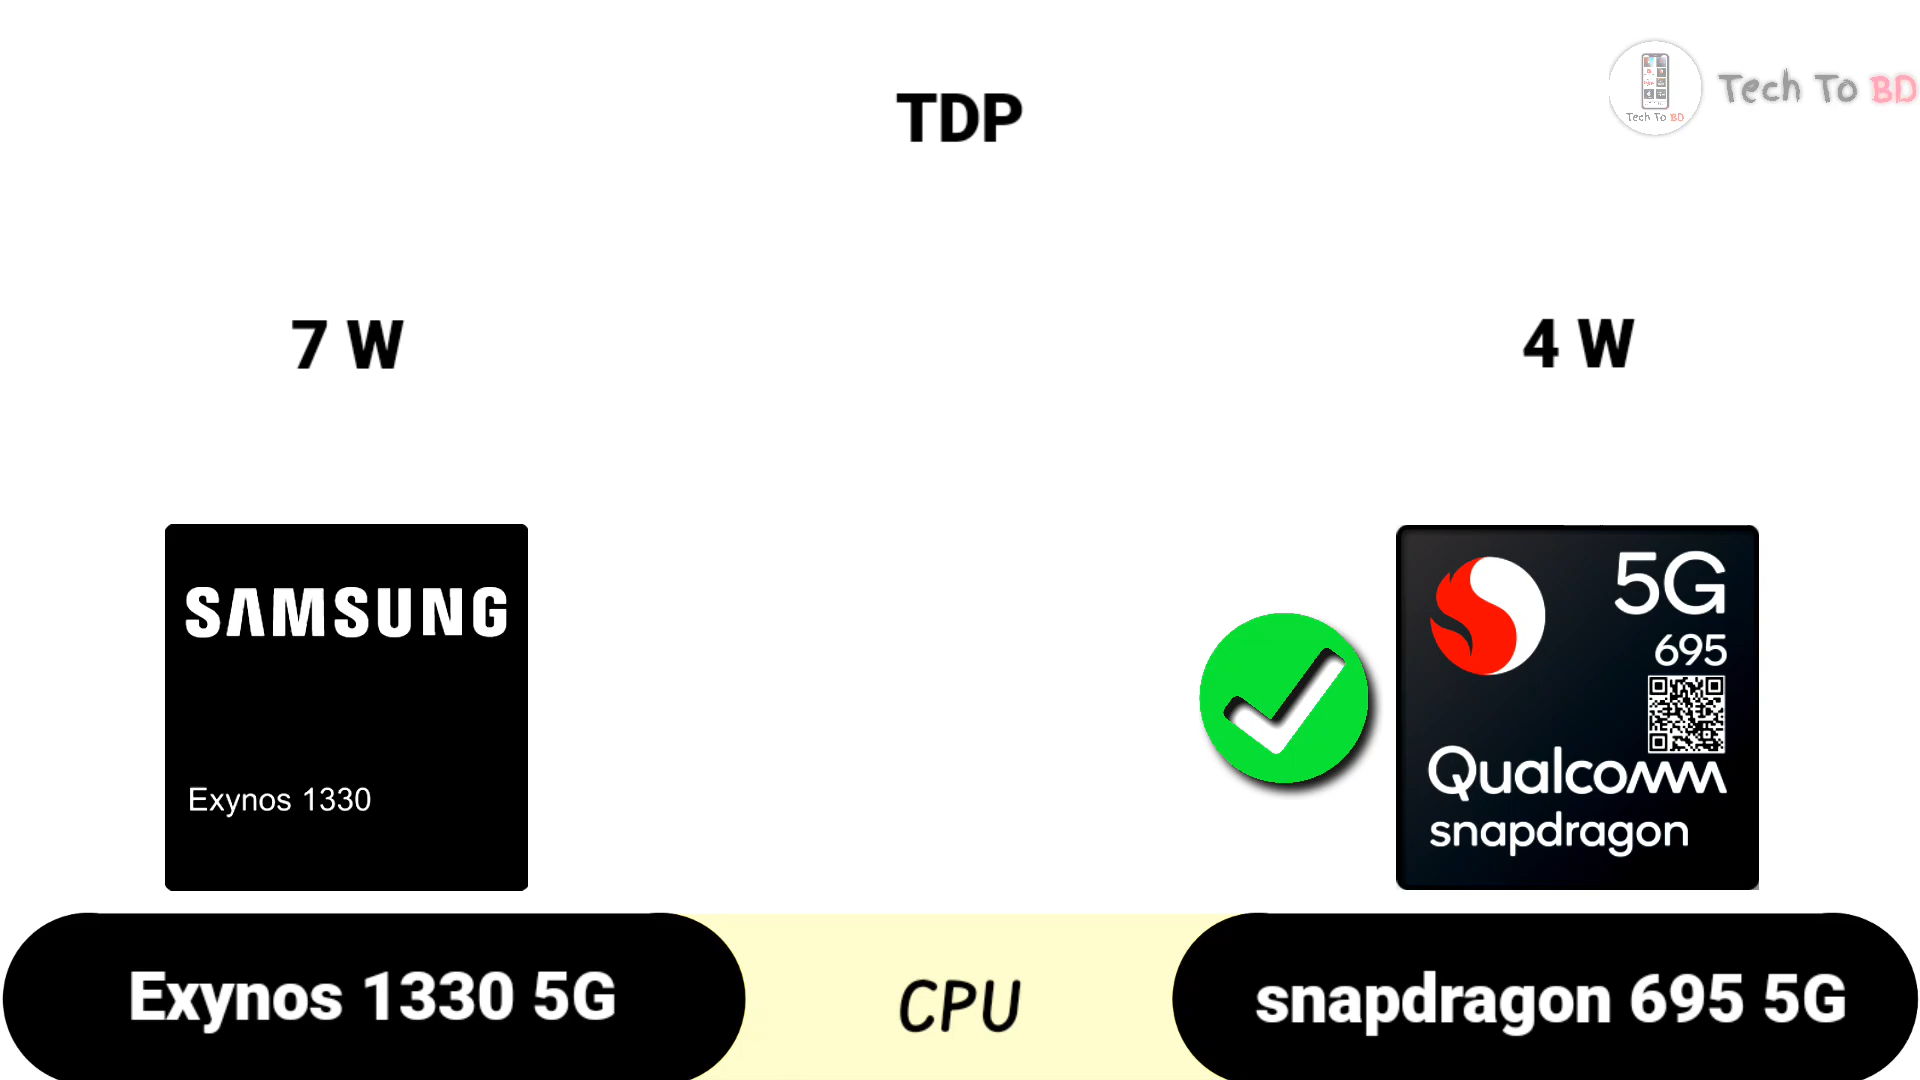 TDP
Tech To BD
Tech To BD
7 W
4 W
SAMSUNG
Exynos 1330
5G
695
Qualcomm
snapdragon
Exynos 1330 5G
CPU
snapdragon 695 5G